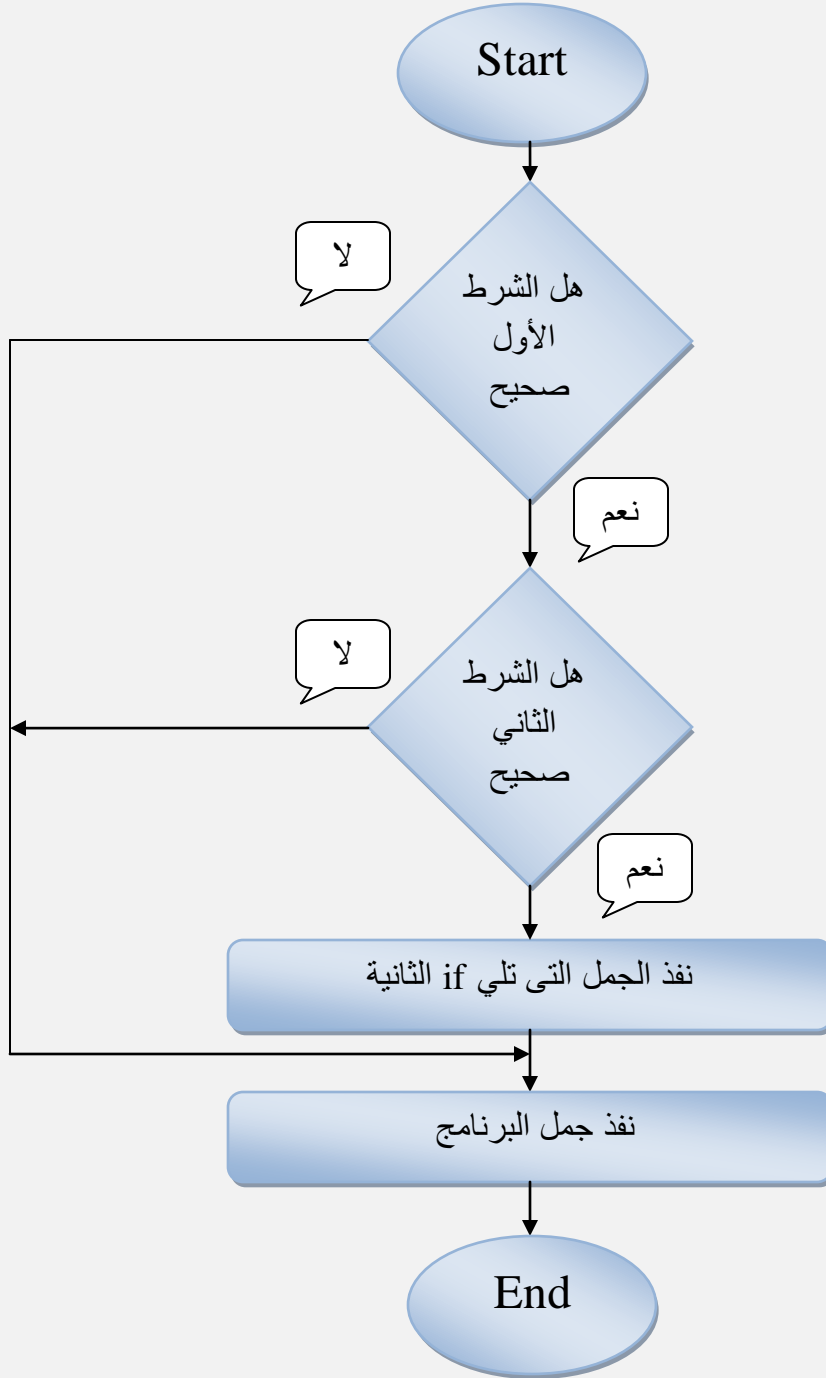 Start
لا
هل الشرط
الأول
صحيح
نعم
لا
هل الشرط
الثاني
صحيح
نعم
نفذ الجمل التى تلي if الثانية
نفذ جمل البرنامج
End